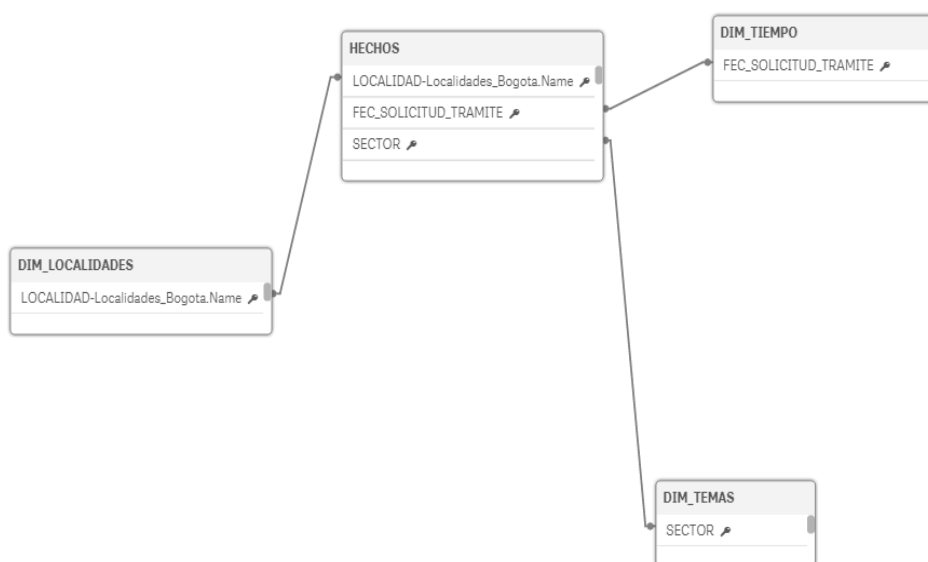 HECHOS
LOCALIDAD-Localidades_Bogota.Name
FEC_SOLICITUD_TRAMITE
SECTOR
DIM_TIEMPO
FEC_SOLICITUD_TRAMITE
DIM_LOCALIDADES
LOCALIDAD-Localidades_Bogota.Name
DIM_TEMAS
SECTOR